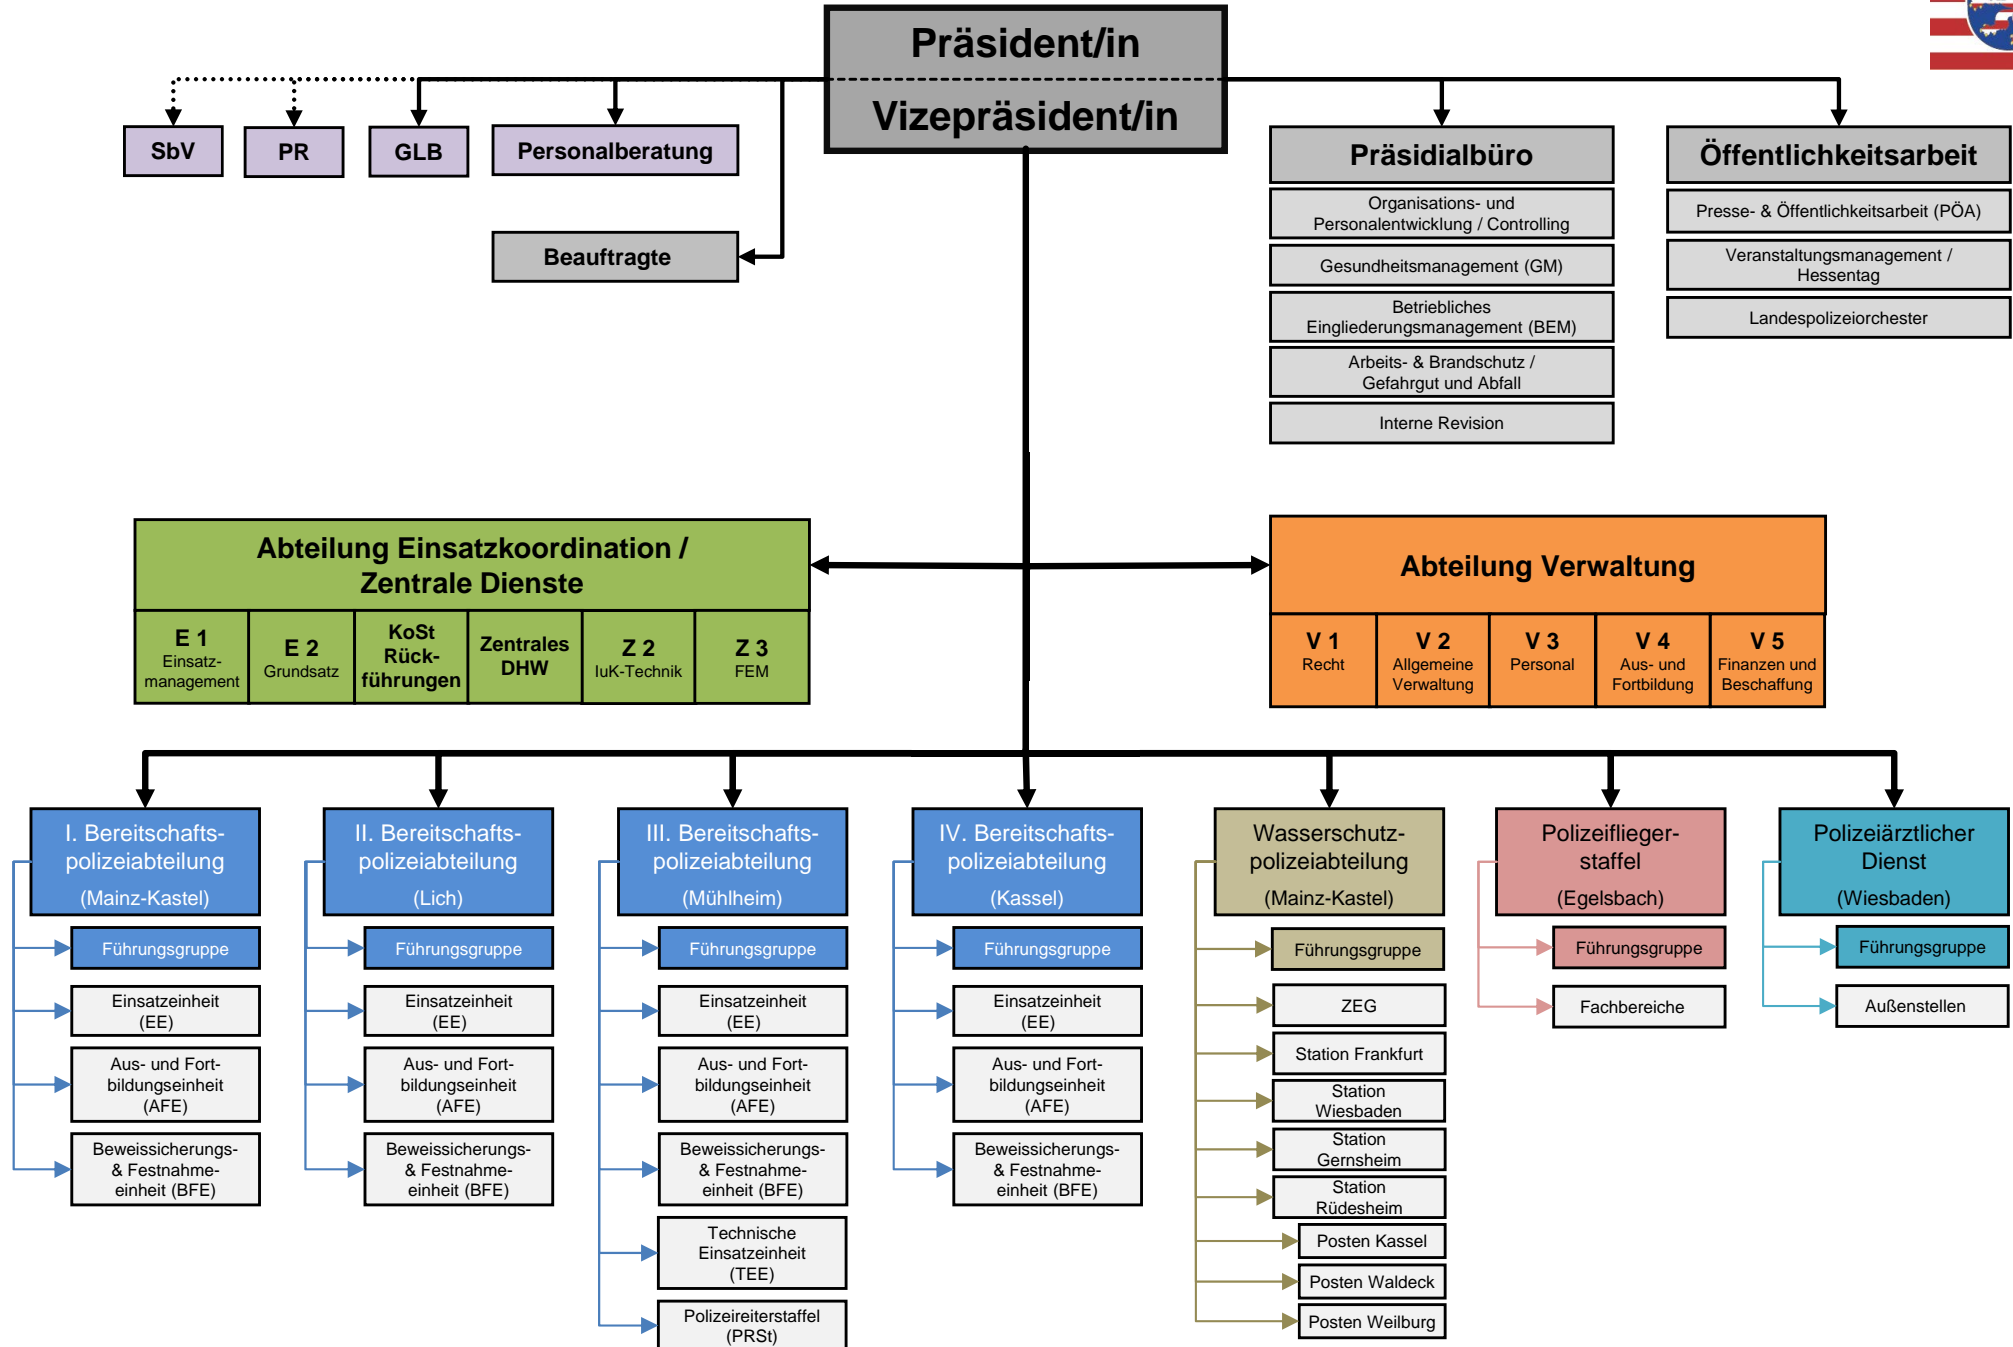 Präsident/in
Vizepräsident/in
SbV
PR
GLB
Personalberatung
Beauftragte
Präsidialbüro
Organisations- und
Personalentwicklung / Controlling
Gesundheitsmanagement (GM)
Betriebliches
Eingliederungsmanagement (BEM)
Arbeits- & Brandschutz /
Gefahrgut und Abfall
Interne Revision
Öffentlichkeitsarbeit
Presse- & Öffentlichkeitsarbeit (PÖA)
Veranstaltungsmanagement /
Hessentag
Landespolizeiorchester
Abteilung Einsatzkoordination /
Zentrale Dienste
E 1
Einsatz-
management
E 2
Grundsatz
KoSt
Rück-
führungen
Zentrales
DHW
Z 2
IuK-Technik
Z 3
FEM
Abteilung Verwaltung
V 1
Recht
V 2
Allgemeine
Verwaltung
V 3
Personal
V 4
Aus- und
Fortbildung
V 5
Finanzen und
Beschaffung
I. Bereitschafts-
polizeiabteilung
(Mainz-Kastel)
Führungsgruppe
Einsatzeinheit
(EE)
Aus- und Fort-
bildungseinheit
(AFE)
Beweissicherungs-
& Festnahme-
einheit (BFE)
II. Bereitschafts-
polizeiabteilung
(Lich)
Führungsgruppe
Einsatzeinheit
(EE)
Aus- und Fort-
bildungseinheit
(AFE)
Beweissicherungs-
& Festnahme-
einheit (BFE)
III. Bereitschafts-
polizeiabteilung
(Mühlheim)
Führungsgruppe
Einsatzeinheit
(EE)
Aus- und Fort-
bildungseinheit
(AFE)
Beweissicherungs-
& Festnahme-
einheit (BFE)
Technische
Einsatzeinheit
(TEE)
Polizeireiterstaffel
(PRSt)
IV. Bereitschafts-
polizeiabteilung
(Kassel)
Führungsgruppe
Einsatzeinheit
(EE)
Aus- und Fort-
bildungseinheit
(AFE)
Beweissicherungs-
& Festnahme-
einheit (BFE)
Wasserschutz-
polizeiabteilung
(Mainz-Kastel)
Führungsgruppe
ZEG
Station Frankfurt
Station
Wiesbaden
Station
Gernsheim
Station
Rüdesheim
Posten Kassel
Posten Waldeck
Posten Weilburg
Polizeiflieger-
staffel
(Egelsbach)
Führungsgruppe
Fachbereiche
Polizeiärztlicher
Dienst
(Wiesbaden)
Führungsgruppe
Außenstellen